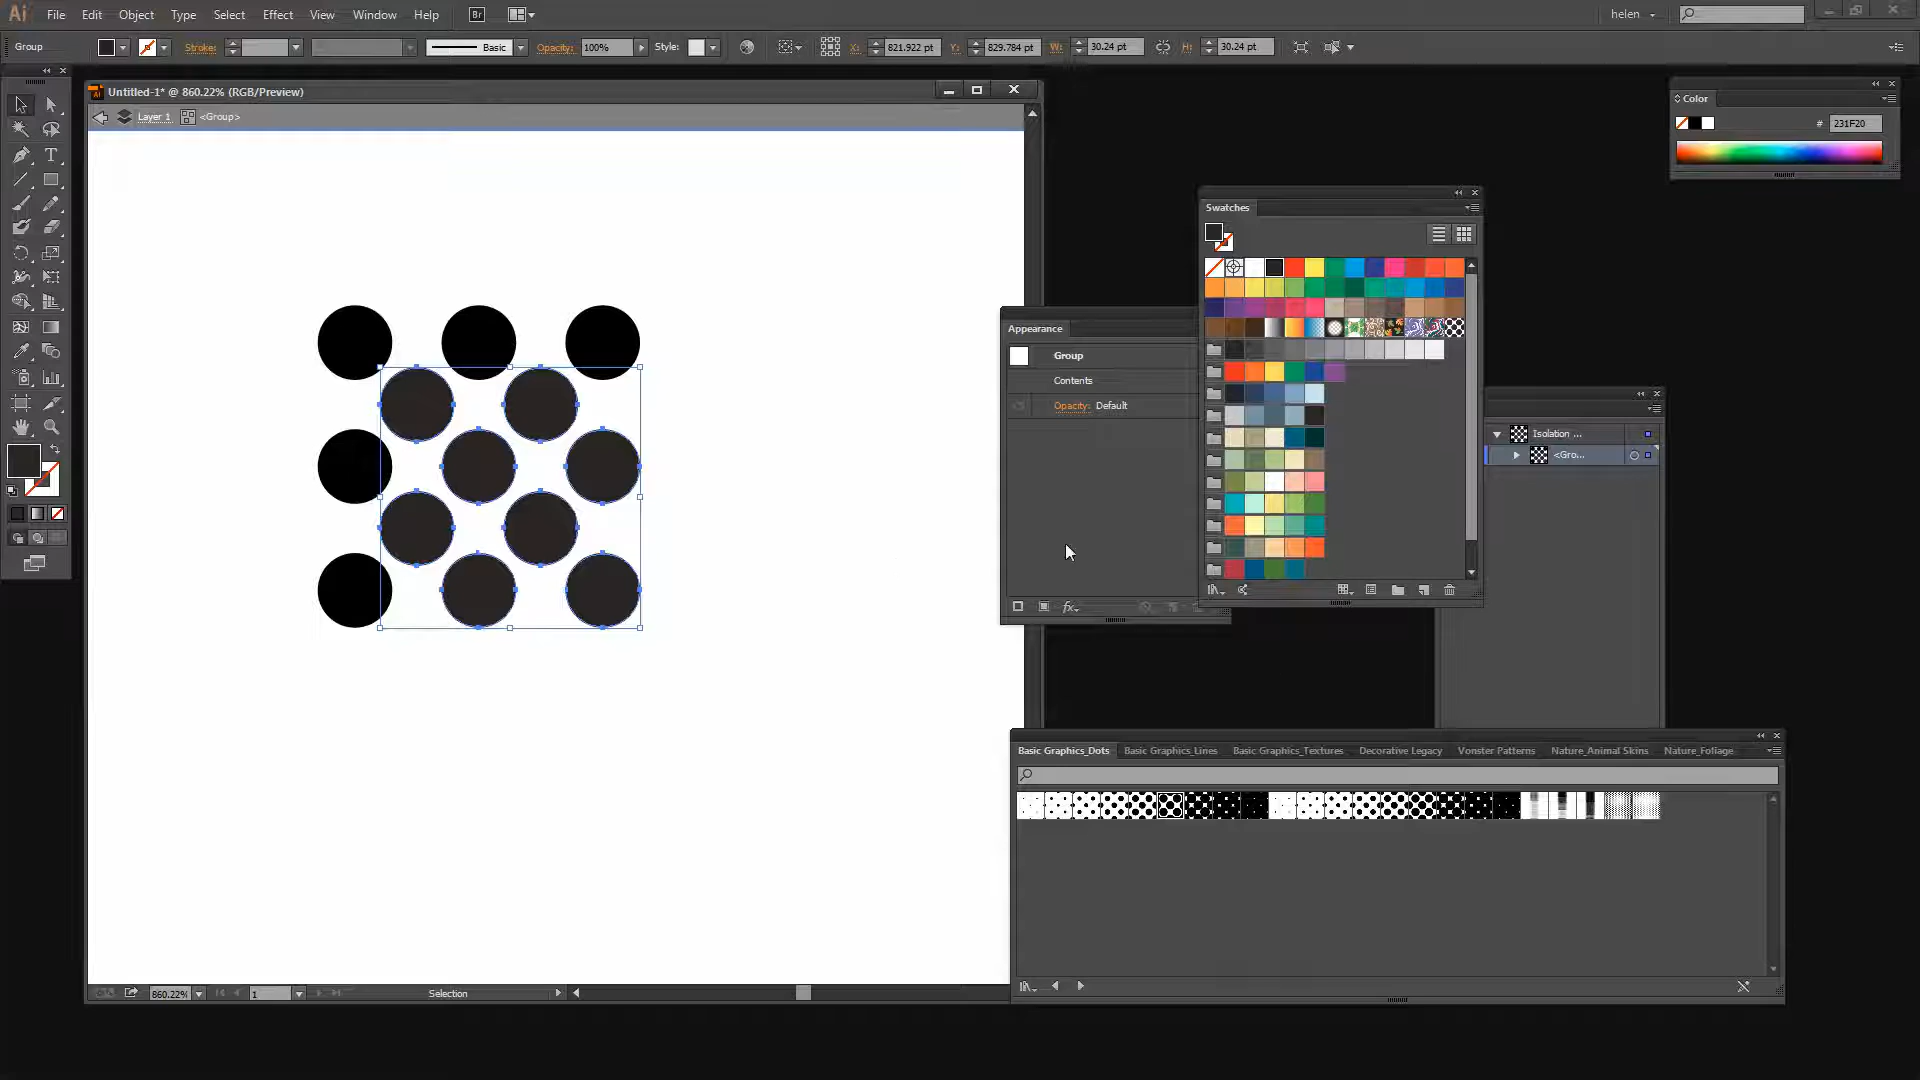 Ai File Edit Object Type Select Effect View Window Help Br helen
Group Stroke: Basic Opacity: 100% Style: X: 821.922 pt Y: 829.784 pt W: 30.24 pt H: 30.24 pt
Untitled-1* @ 860.22% (RGB/Preview)
Layer 1 <Group>
Color
# 231F20
Swatches
Appearance
Group
Contents
Opacity: Default
fx
Isolation ...
<Gro...
Basic Graphics_Dots Basic Graphics_Lines Basic Graphics_Textures Decorative Legacy Vonster Patterns Nature_Animal Skins Nature_Foliage
860.22% 1 Selection